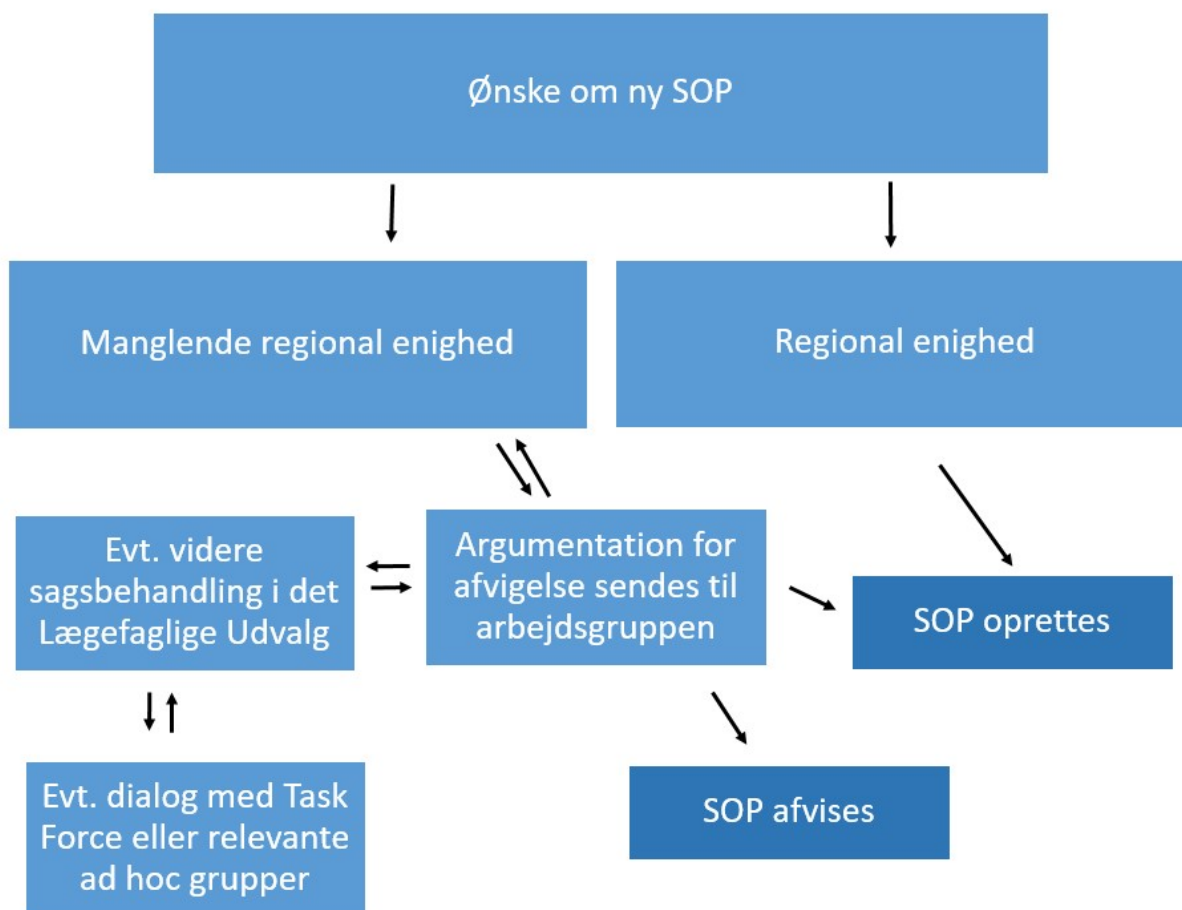 Ønske om ny SOP
Manglende regional enighed
Regional enighed
Evt. videre
sagsbehandling i det
Lægefaglige Udvalg
Argumentation for
afvigelse sendes til
arbejdsgruppen
SOP oprettes
Evt. dialog med Task
Force eller relevante
ad hoc grupper
SOP afvises